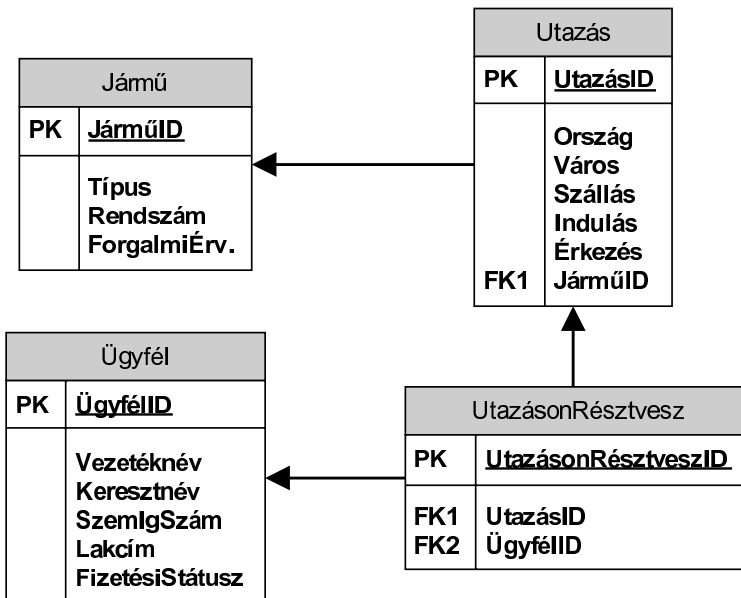 Jármű
PK JárműID
Típus
Rendszám
ForgalmiÉrv.
Utazás
PK UtazásID
Ország
Város
Szállás
Indulás
Érkezés
FK1 JárműID
Ügyfél
PK ÜgyfélID
Vezetéknév
Keresztnév
SzemIgSzám
Lakcím
FizetésiStátusz
UtazásonRésztvesz
PK UtazásonRésztveszID
FK1 UtazásID
FK2 ÜgyfélID